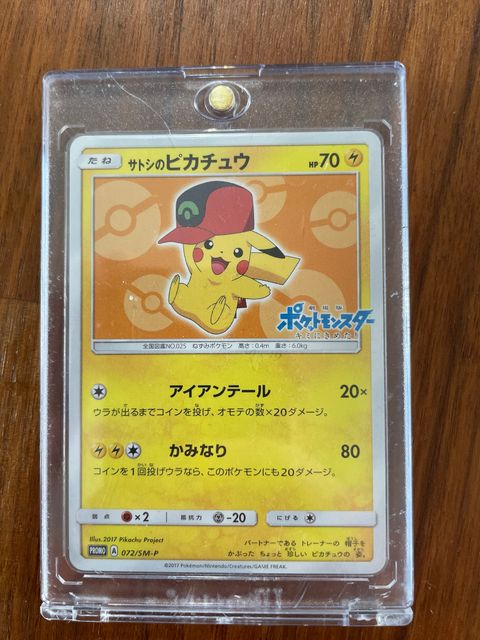 たね サトシのピカチュウ HP70
劇場版
ポケットモンスター
キミにきめた!
全国図鑑NO.025 ねずみポケモン 高さ:0.4m 重さ:6.0kg
アイアンテール 20×
ウラが出るまでコインを投げ、オモテの数×20ダメージ。
かみなり 80
コインを1回投げウラなら、このポケモンにも20ダメージ。
弱点 ×2 抵抗力 -20 にげる
Illus. 2017 Pikachu Project
PROMO A 072/SM-P
パートナーである トレーナーの 帽子を
かぶった ちょっと 珍しい ピカチュウの 姿。
©2017 Pokémon/Nintendo/Creatures/GAME FREAK.